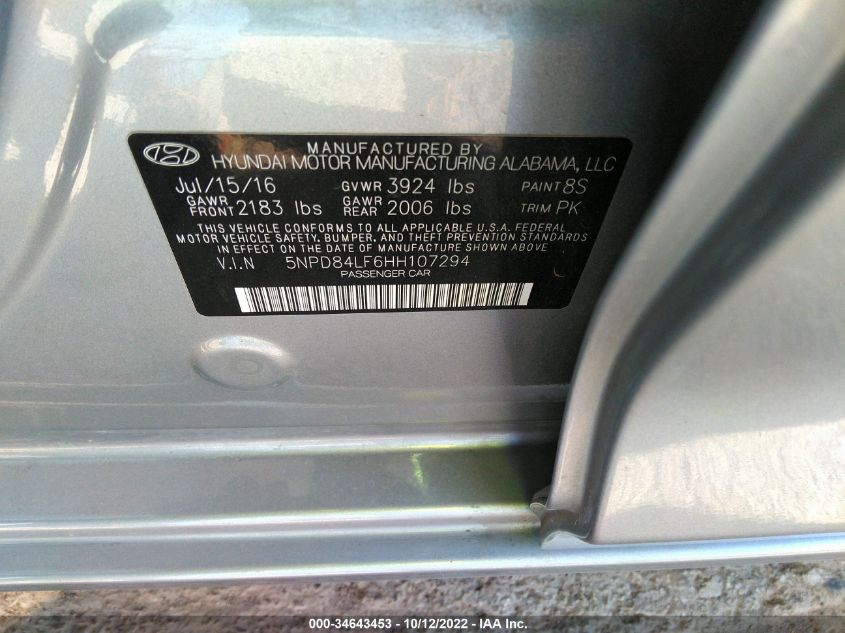 MANUFACTURED BY
HYUNDAI MOTOR MANUFACTURING ALABAMA, LLC
Jul/15/16 GVWR 3924 lbs PAINT 8S
GAWR FRONT 2183 lbs GAWR REAR 2006 lbs TRIM PK
THIS VEHICLE CONFORMS TO ALL APPLICABLE U.S.A. FEDERAL
MOTOR VEHICLE SAFETY, BUMPER, AND THEFT PREVENTION STANDARDS
IN EFFECT ON THE DATE OF MANUFACTURE SHOWN ABOVE.
V.I.N 5NPD84LF6HH107294
PASSENGER CAR
000-34643453 - 10/12/2022 - IAA Inc.